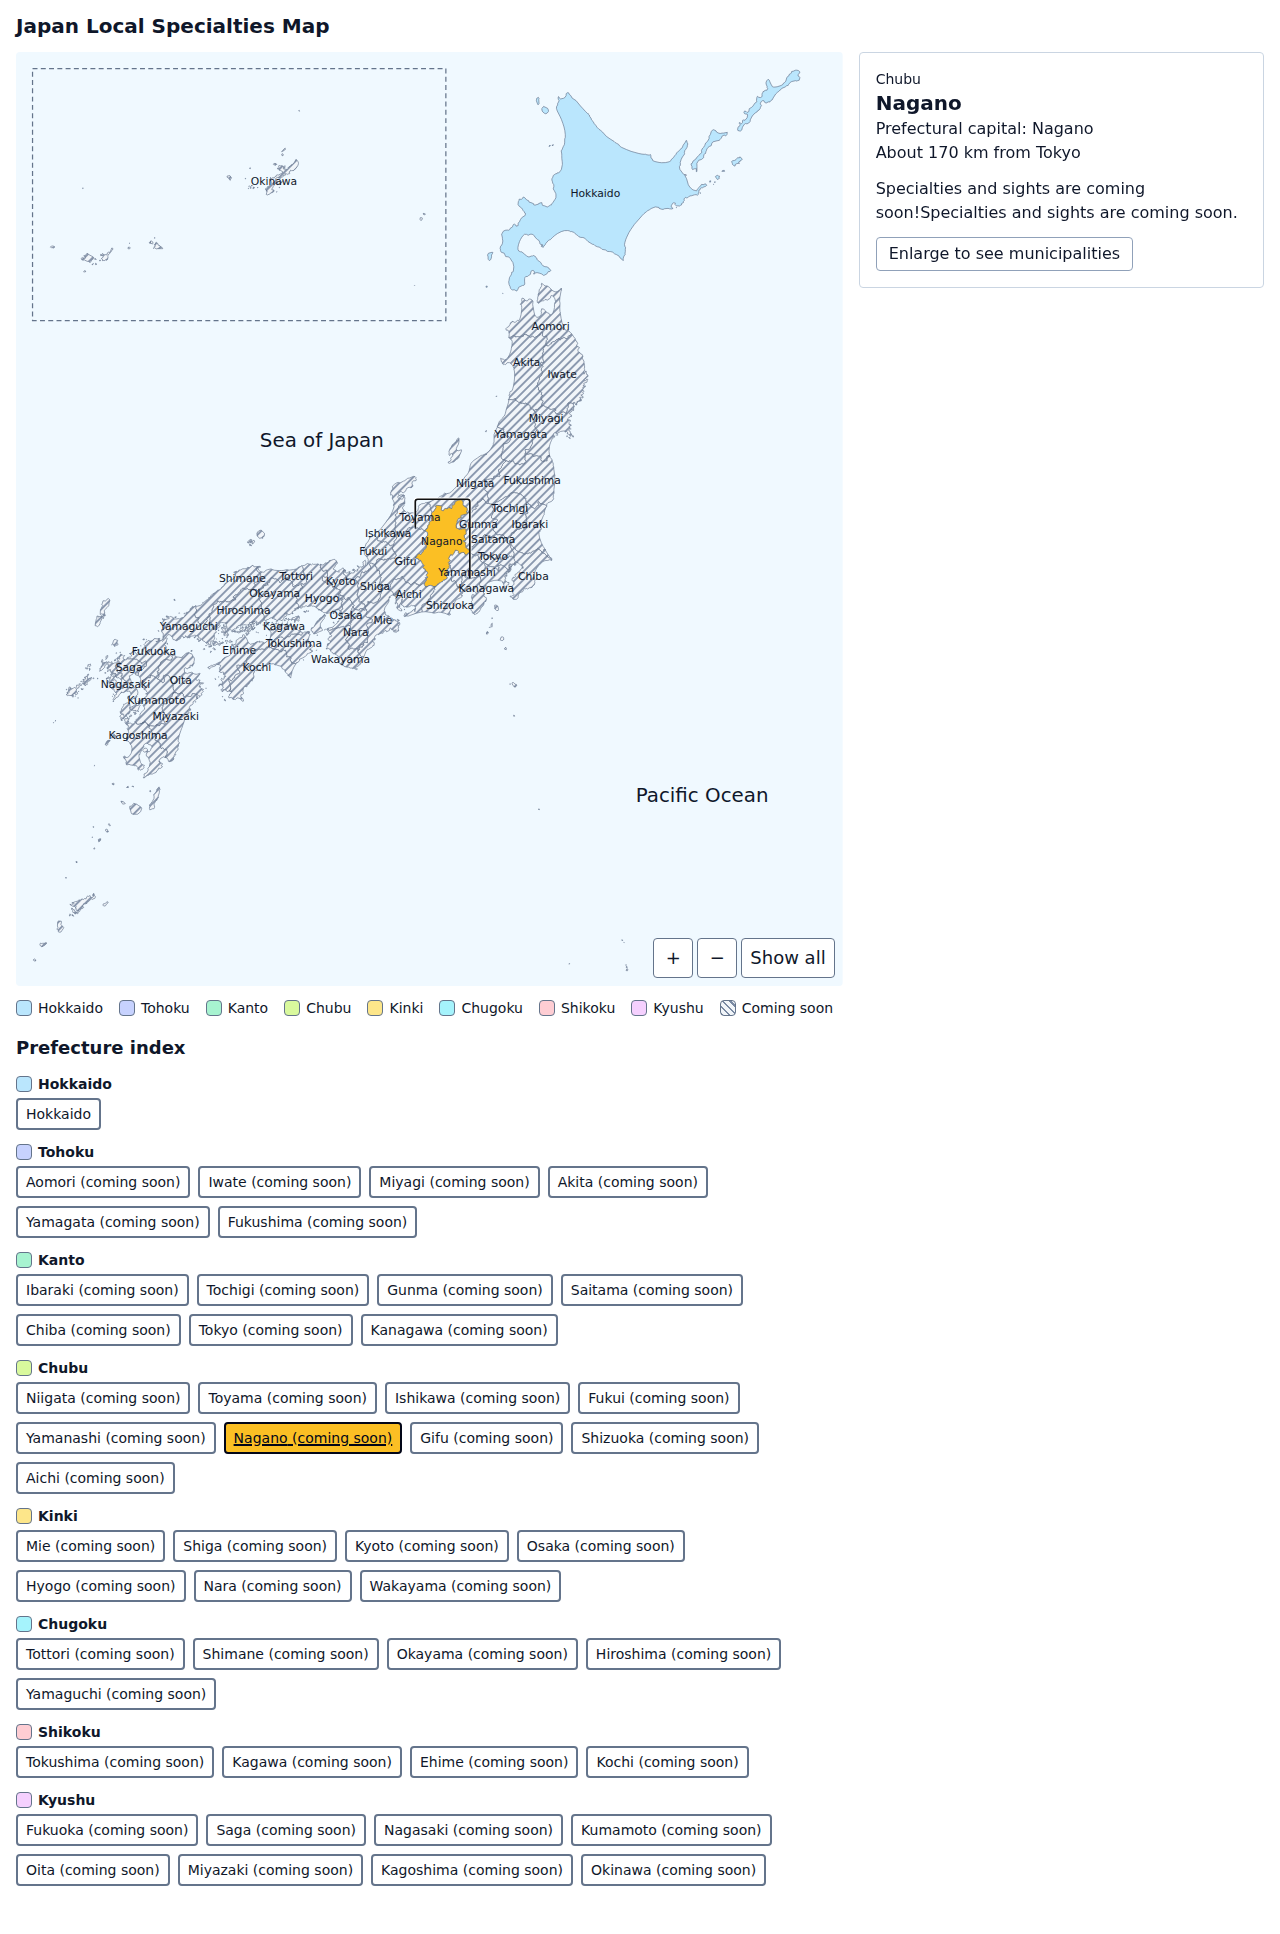 Japan Local Specialties Map
Okinawa
Hokkaido
Aomori
Akita
Iwate
Miyagi
Yamagata
Sea of Japan
Niigata
Fukushima
Toyama
Tochigi
Gunma
Ibaraki
Ishikawa
Nagano
Saitama
Fukui
Tokyo
Gifu
Yamanashi
Chiba
Shimane
Tottori
Kyoto
Shiga
Kanagawa
Okayama
Hyogo
Aichi
Shizuoka
Hiroshima
Osaka
Mie
Yamaguchi
Kagawa
Nara
Tokushima
Fukuoka
Ehime
Wakayama
Saga
Kochi
Nagasaki
Oita
Kumamoto
Miyazaki
Kagoshima
Pacific Ocean
+
−
Show all
Chubu
Nagano
Prefectural capital: Nagano
About 170 km from Tokyo
Specialties and sights are coming
soon!Specialties and sights are coming soon.
Enlarge to see municipalities
Hokkaido Tohoku Kanto Chubu Kinki Chugoku Shikoku Kyushu Coming soon
Prefecture index
Hokkaido
Hokkaido
Tohoku
Aomori (coming soon) Iwate (coming soon) Miyagi (coming soon) Akita (coming soon)
Yamagata (coming soon) Fukushima (coming soon)
Kanto
Ibaraki (coming soon) Tochigi (coming soon) Gunma (coming soon) Saitama (coming soon)
Chiba (coming soon) Tokyo (coming soon) Kanagawa (coming soon)
Chubu
Niigata (coming soon) Toyama (coming soon) Ishikawa (coming soon) Fukui (coming soon)
Yamanashi (coming soon) Nagano (coming soon) Gifu (coming soon) Shizuoka (coming soon)
Aichi (coming soon)
Kinki
Mie (coming soon) Shiga (coming soon) Kyoto (coming soon) Osaka (coming soon)
Hyogo (coming soon) Nara (coming soon) Wakayama (coming soon)
Chugoku
Tottori (coming soon) Shimane (coming soon) Okayama (coming soon) Hiroshima (coming soon)
Yamaguchi (coming soon)
Shikoku
Tokushima (coming soon) Kagawa (coming soon) Ehime (coming soon) Kochi (coming soon)
Kyushu
Fukuoka (coming soon) Saga (coming soon) Nagasaki (coming soon) Kumamoto (coming soon)
Oita (coming soon) Miyazaki (coming soon) Kagoshima (coming soon) Okinawa (coming soon)